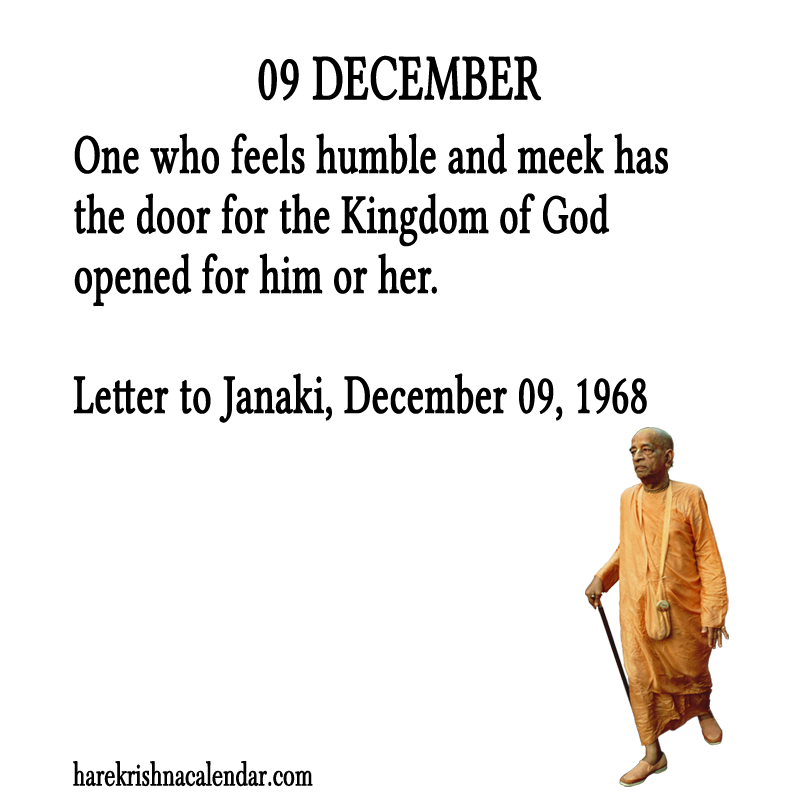 09 DECEMBER
One who feels humble and meek has
the door for the Kingdom of God
opened for him or her.
Letter to Janaki, December 09, 1968
harekrishnacalendar.com